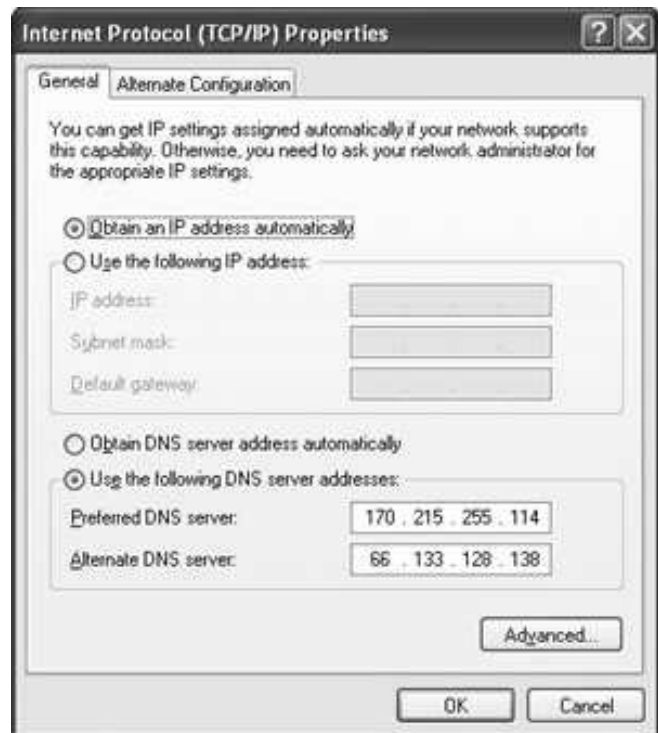 Internet Protocol (TCP/IP) Properties
General
Alternate Configuration
You can get IP settings assigned automatically if your network supports
this capability. Otherwise, you need to ask your network administrator for
the appropriate IP settings.
Obtain an IP address automatically
Use the following IP address:
IP address:
Subnet mask:
Default gateway:
Obtain DNS server address automatically
Use the following DNS server addresses:
Preferred DNS server: 170 . 215 . 255 . 114
Alternate DNS server: 66 . 133 . 128 . 138
Advanced...
OK Cancel